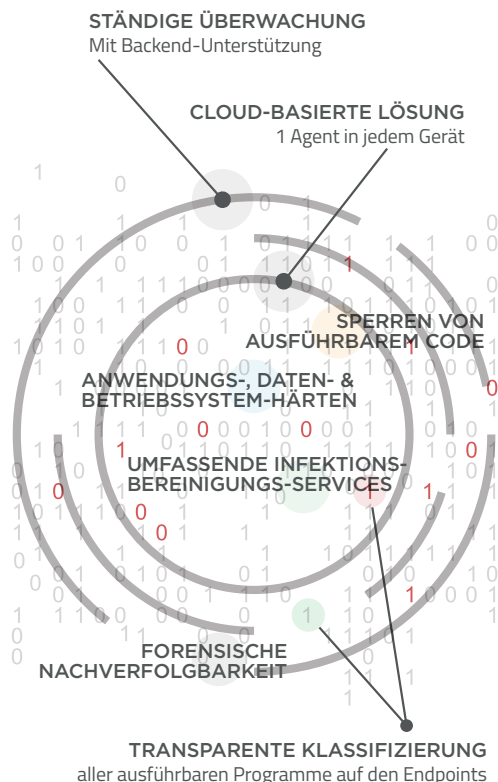 STÄNDIGE ÜBERWACHUNG
Mit Backend-Unterstützung
CLOUD-BASIERTE LÖSUNG
1 Agent in jedem Gerät
SPERREN VON
AUSFÜHRBAREM CODE
ANWENDUNGS-, DATEN- &
BETRIEBSSYSTEM-HÄRTEN
UMFASSENDE INFEKTIONS-
BEREINIGUNGS-SERVICES
FORENSISCHE
NACHVERFOLGBARKEIT
TRANSPARENTE KLASSIFIZIERUNG
aller ausführbaren Programme auf den Endpoints